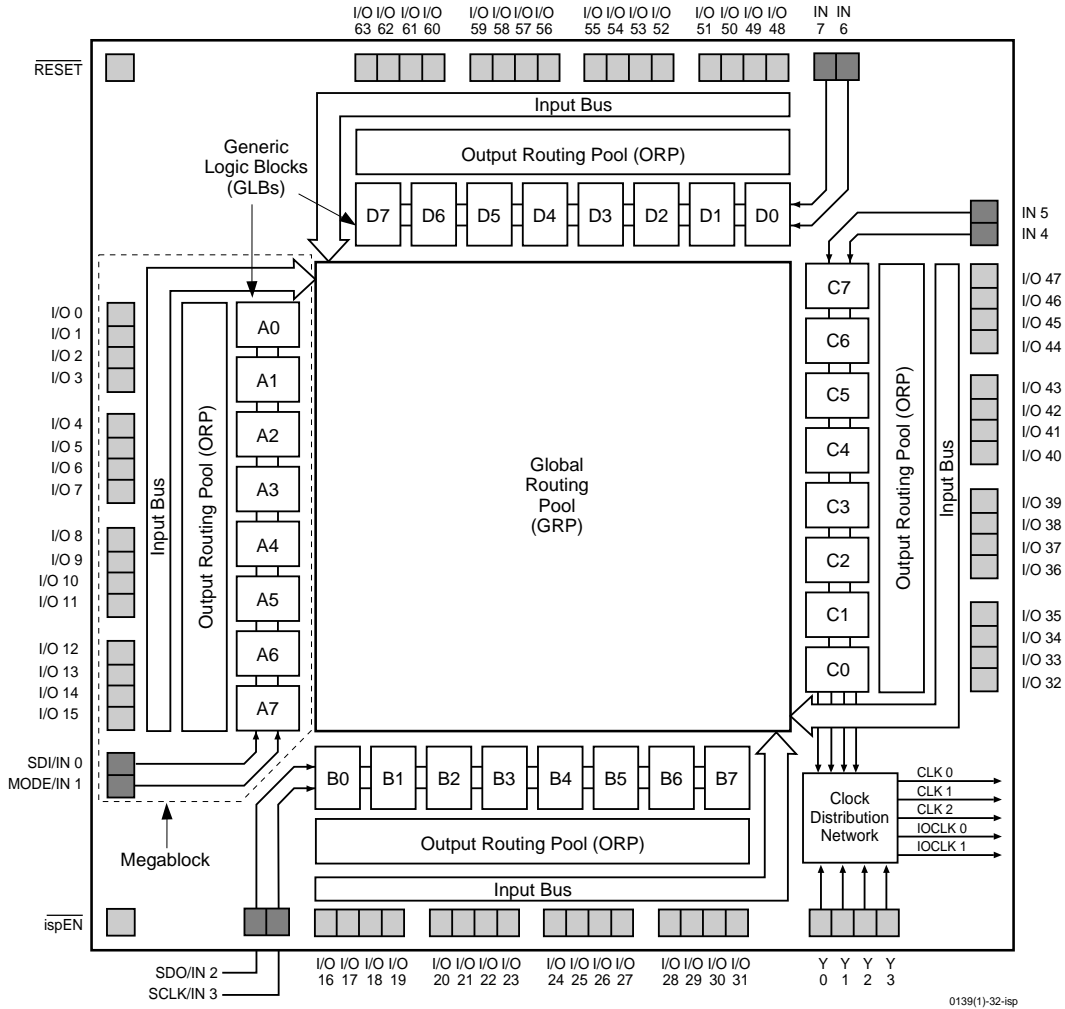 I/O I/O I/O I/O
63 62 61 60
I/O I/O I/O I/O
59 58 57 56
I/O I/O I/O I/O
55 54 53 52
I/O I/O I/O I/O
51 50 49 48
IN IN
7 6
RESET
Input Bus
Output Routing Pool (ORP)
Generic
Logic Blocks
(GLBs)
D7 D6 D5 D4 D3 D2 D1 D0
IN 5
IN 4
I/O 0
I/O 1
I/O 2
I/O 3
I/O 4
I/O 5
I/O 6
I/O 7
I/O 8
I/O 9
I/O 10
I/O 11
I/O 12
I/O 13
I/O 14
I/O 15
Input Bus
Output Routing Pool (ORP)
A0
A1
A2
A3
A4
A5
A6
A7
Global
Routing
Pool
(GRP)
C7
C6
C5
C4
C3
C2
C1
C0
Output Routing Pool (ORP)
Input Bus
I/O 47
I/O 46
I/O 45
I/O 44
I/O 43
I/O 42
I/O 41
I/O 40
I/O 39
I/O 38
I/O 37
I/O 36
I/O 35
I/O 34
I/O 33
I/O 32
SDI/IN 0
MODE/IN 1
Megablock
B0 B1 B2 B3 B4 B5 B6 B7
Output Routing Pool (ORP)
Input Bus
Clock
Distribution
Network
CLK 0
CLK 1
CLK 2
IOCLK 0
IOCLK 1
ispEN
SDO/IN 2
SCLK/IN 3
I/O I/O I/O I/O
16 17 18 19
I/O I/O I/O I/O
20 21 22 23
I/O I/O I/O I/O
24 25 26 27
I/O I/O I/O I/O
28 29 30 31
Y Y Y Y
0 1 2 3
0139(1)-32-isp